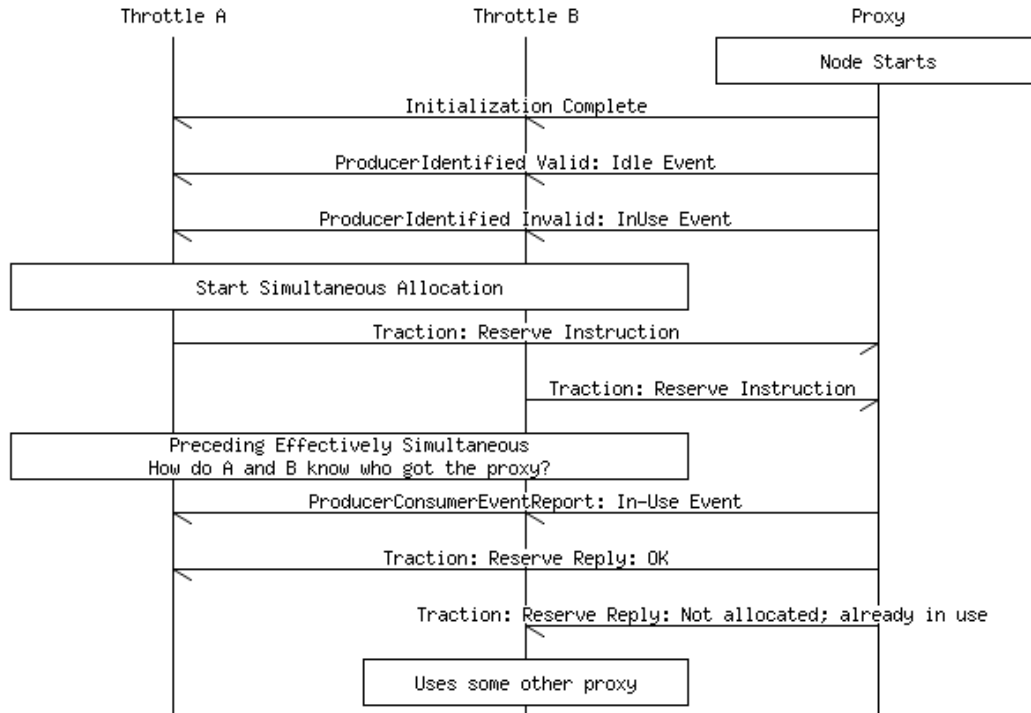 Throttle A
Throttle B
Proxy
Node Starts
Initialization Complete
ProducerIdentified Valid: Idle Event
ProducerIdentified Invalid: InUse Event
Start Simultaneous Allocation
Traction: Reserve Instruction
Traction: Reserve Instruction
Preceding Effectively Simultaneous
How do A and B know who got the proxy?
ProducerConsumerEventReport: In-Use Event
Traction: Reserve Reply: OK
Traction: Reserve Reply: Not allocated; already in use
Uses some other proxy